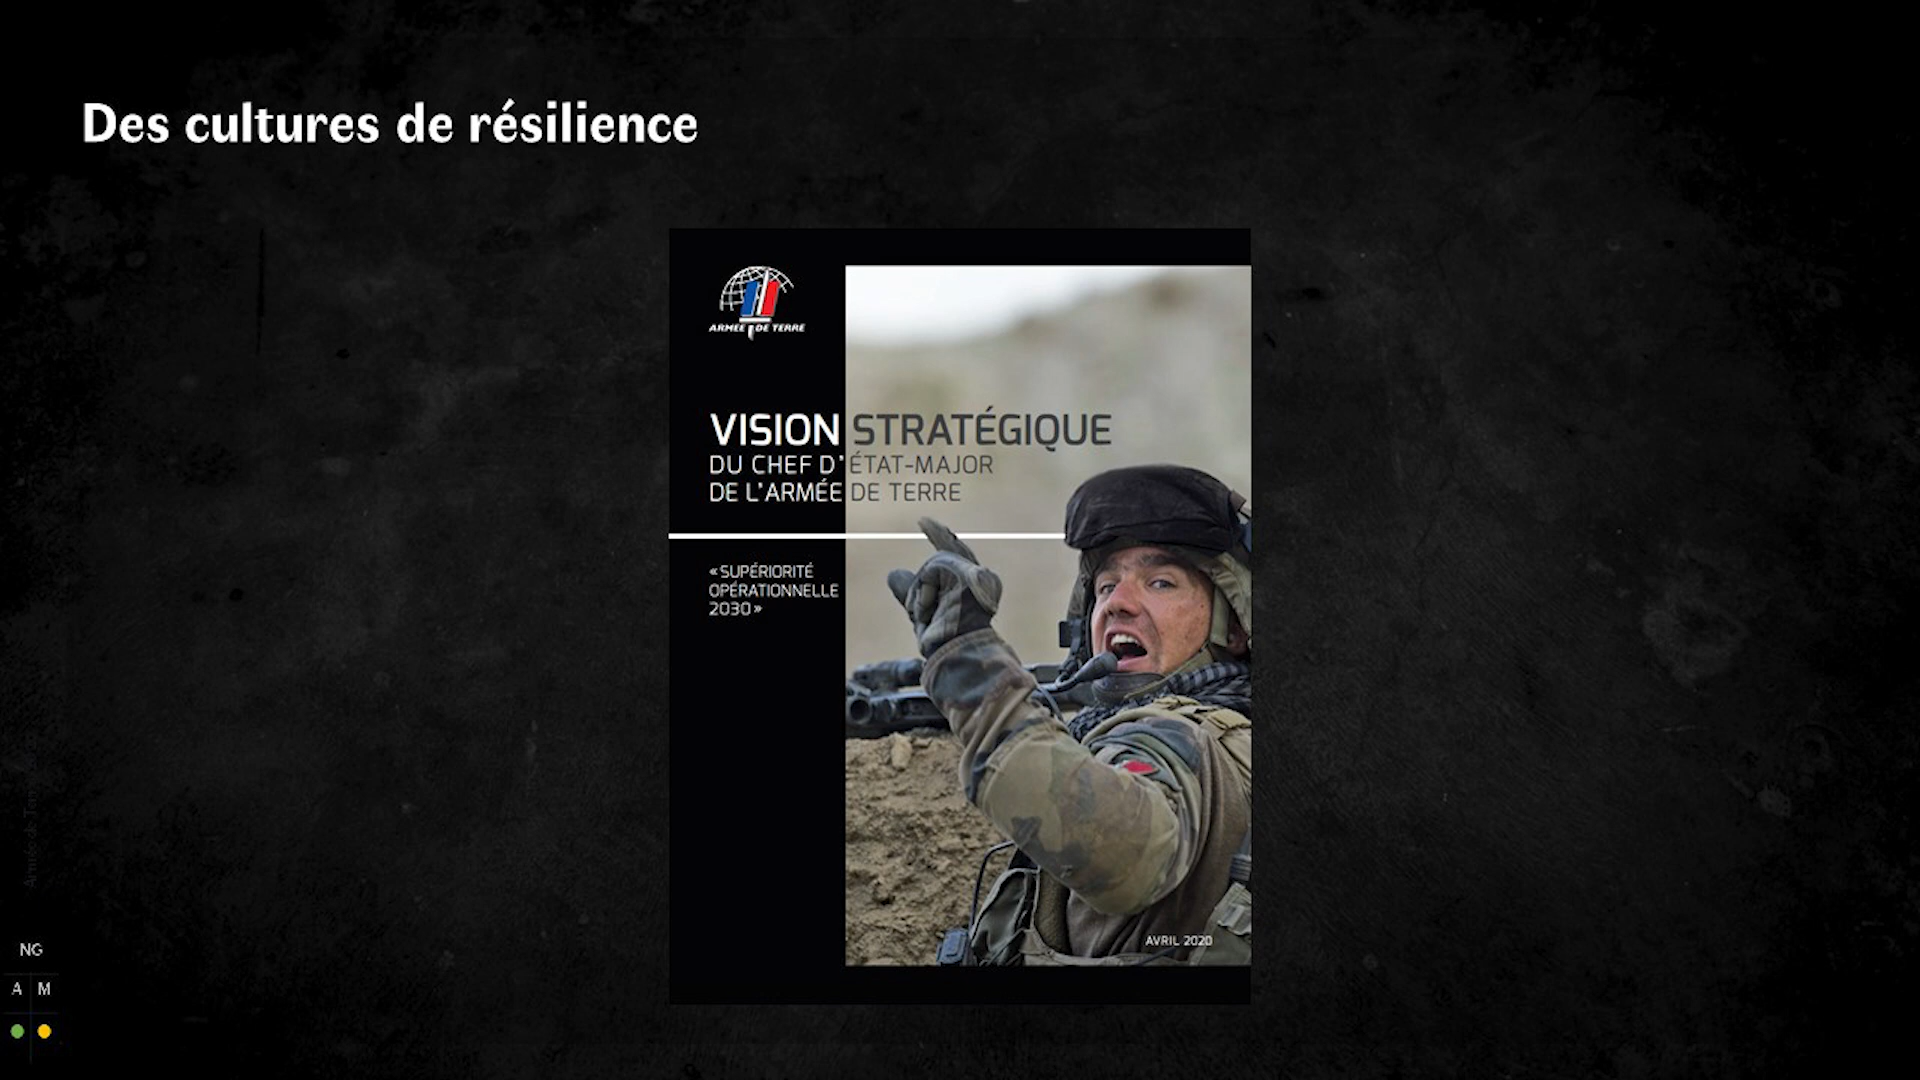 Des cultures de résilience
ARMÉE DE TERRE
VISION STRATÉGIQUE
DU CHEF D'ÉTAT-MAJOR
DE L'ARMÉE DE TERRE
« SUPÉRIORITÉ
OPÉRATIONNELLE
2030 »
AVRIL 2020
NG
A M